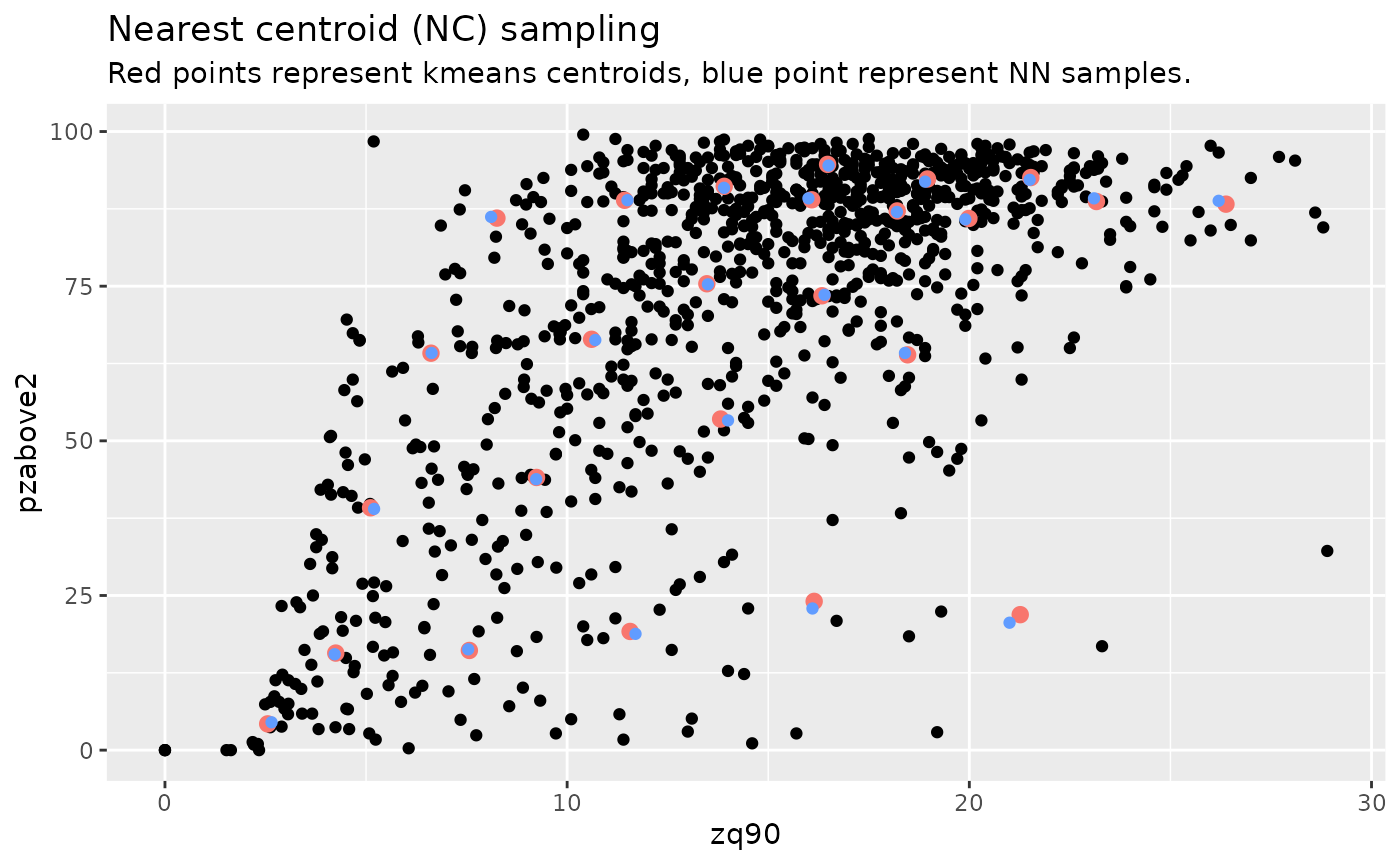 Nearest centroid (NC) sampling
Red points represent kmeans centroids, blue point represent NN samples.
100
75
50
25
0
pzabove2
0 10 20 30
zq90